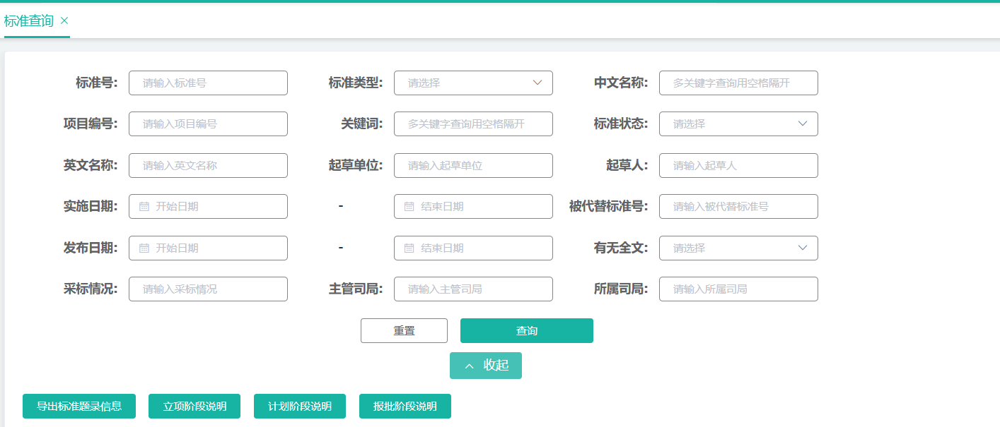 标准查询 ×
标准号: 请输入标准号 标准类型: 请选择 中文名称: 多关键字查询用空格隔开
项目编号: 请输入项目编号 关键词: 多关键字查询用空格隔开 标准状态: 请选择
英文名称: 请输入英文名称 起草单位: 请输入起草单位 起草人: 请输入起草人
实施日期: 开始日期 - 结束日期 被代替标准号: 请输入被代替标准号
发布日期: 开始日期 - 结束日期 有无全文: 请选择
采标情况: 请输入采标情况 主管司局: 请输入主管司局 所属司局: 请输入所属司局
重置 查询
收起
导出标准题录信息 立项阶段说明 计划阶段说明 报批阶段说明